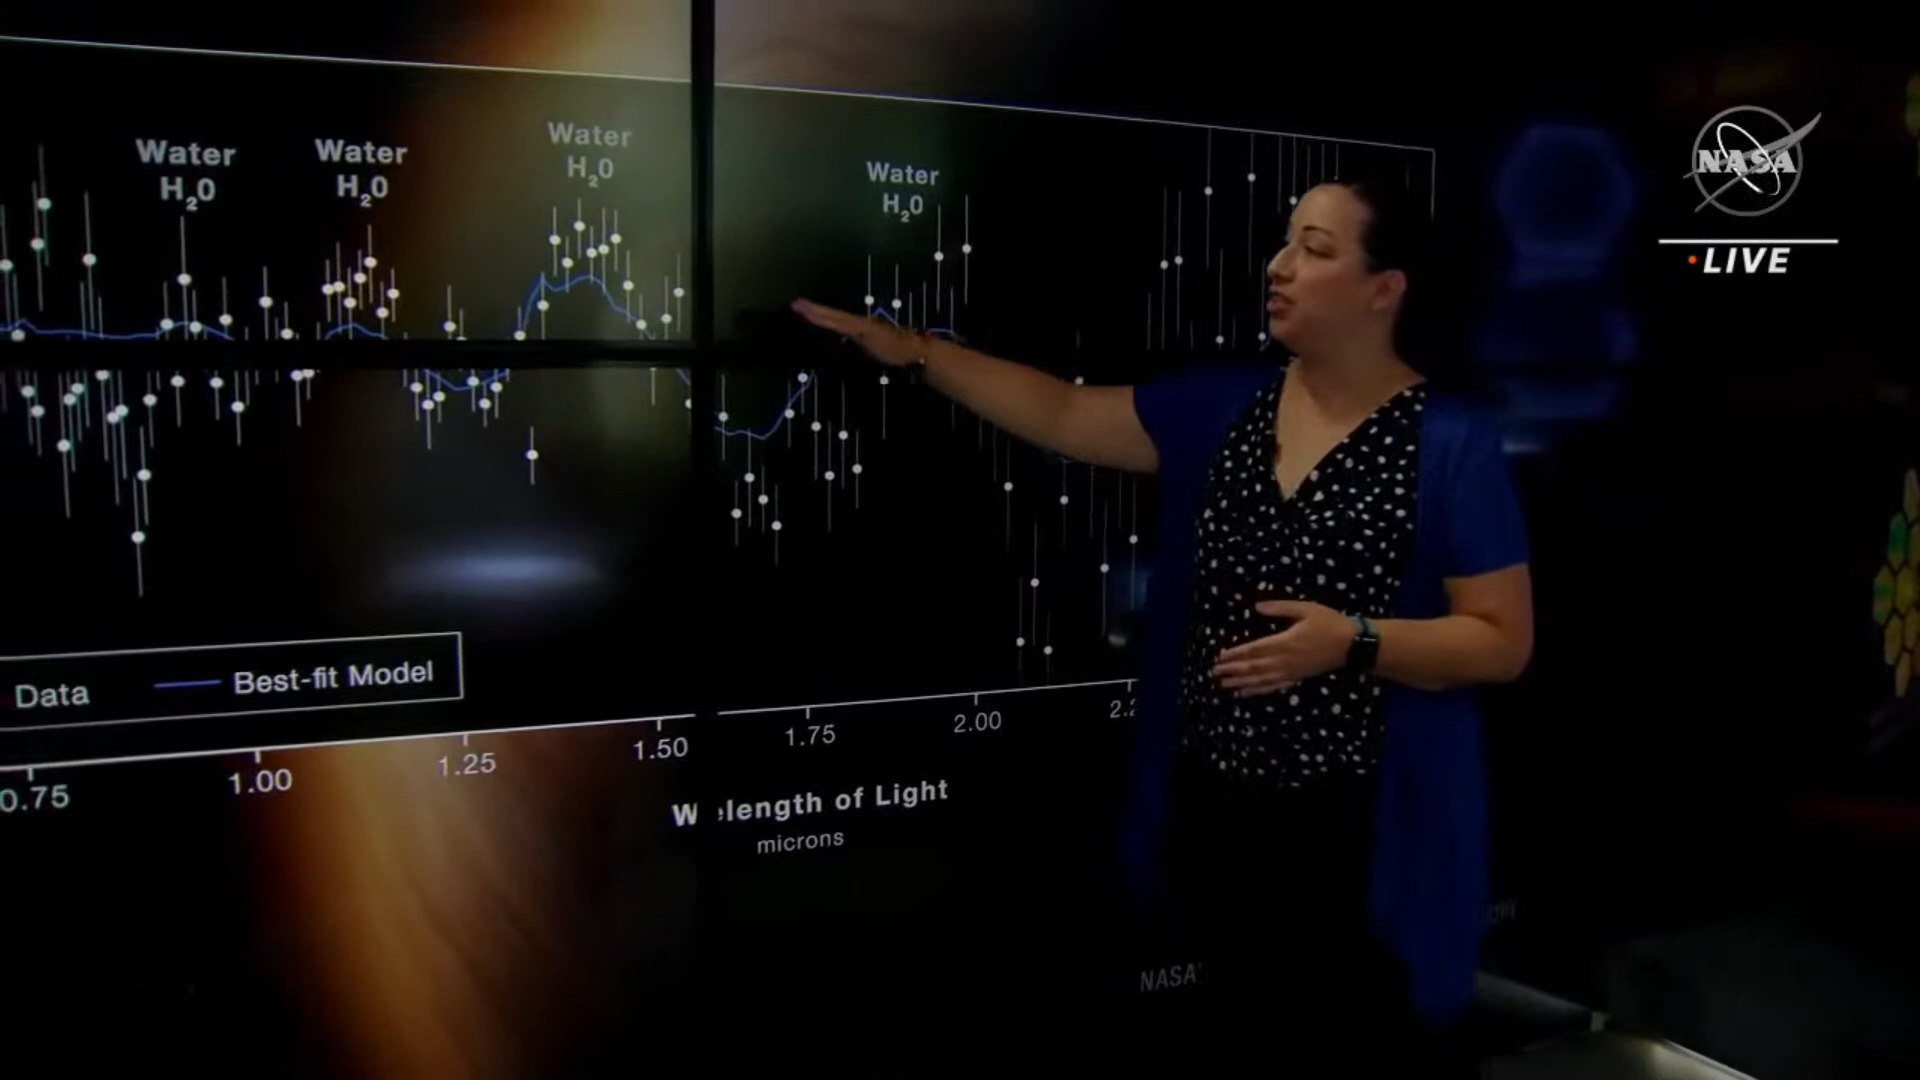 Water
H₂O
Water
H₂O
Water
H₂O
Water
H₂O
NASA
LIVE
Data
Best-fit Model
0.75
1.00
1.25
1.50
1.75
2.00
of Light
microns
NASA